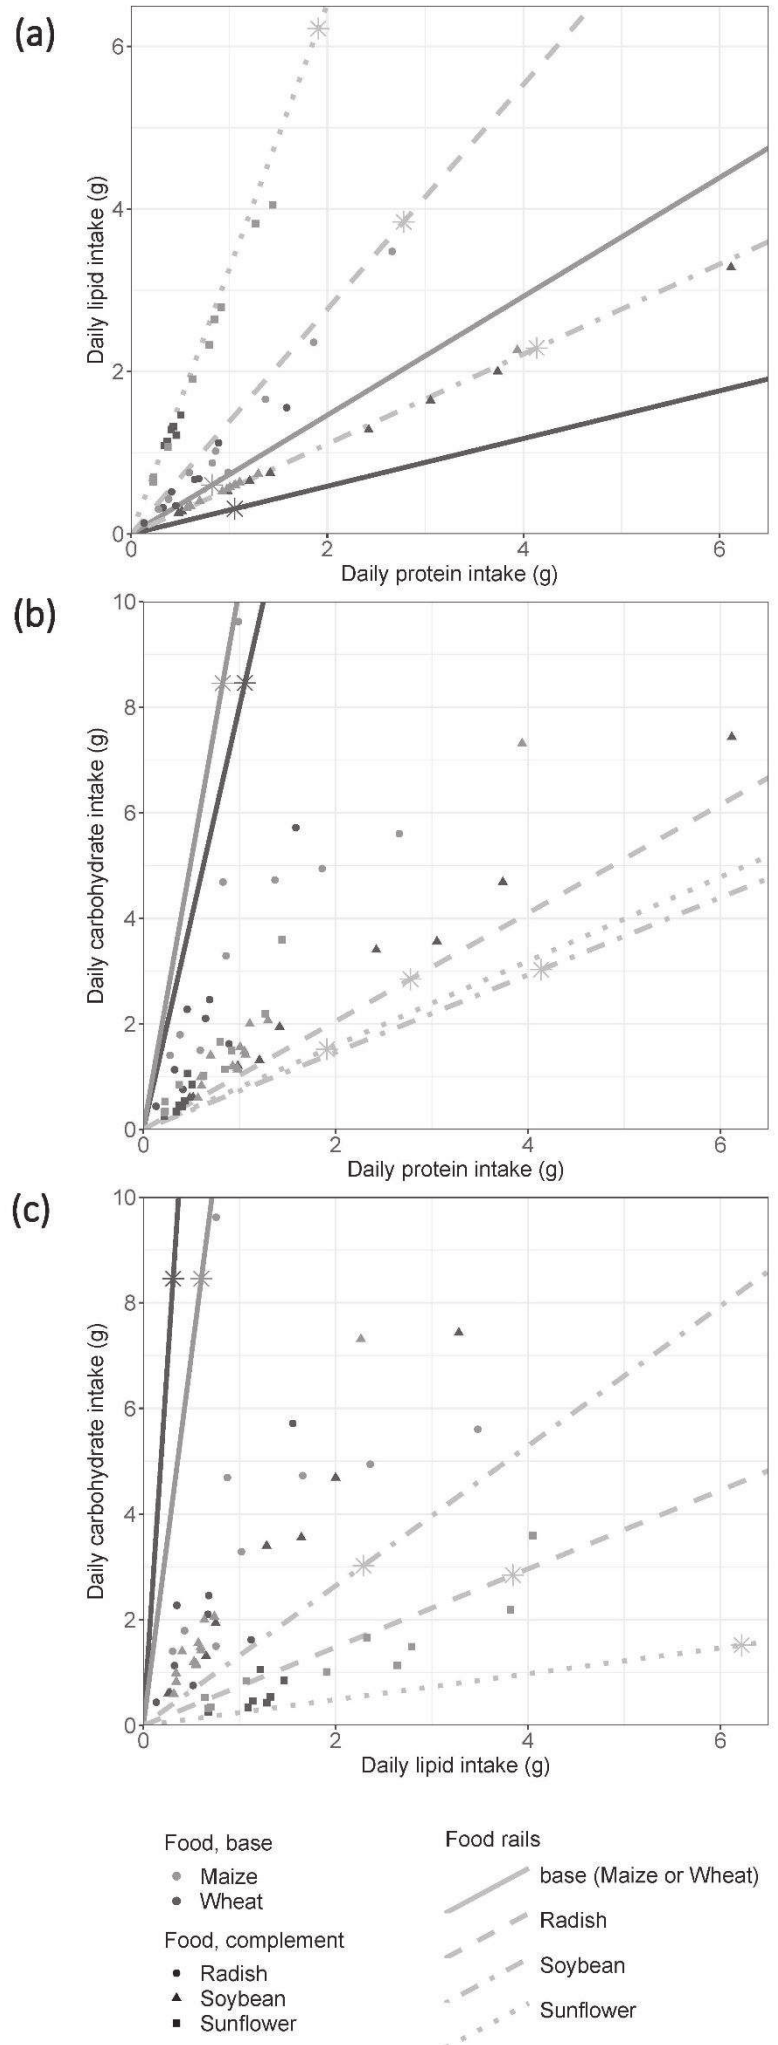 (a)
6
4
2
0
0 2 4 6
Daily lipid intake (g)
Daily protein intake (g)
(b)
10
8
6
4
2
0
0 2 4 6
Daily carbohydrate intake (g)
Daily protein intake (g)
(c)
10
8
6
4
2
0
0 2 4 6
Daily carbohydrate intake (g)
Daily lipid intake (g)
Food, base
Maize
Wheat
Food, complement
Radish
Soybean
Sunflower
Food rails
base (Maize or Wheat)
Radish
Soybean
Sunflower